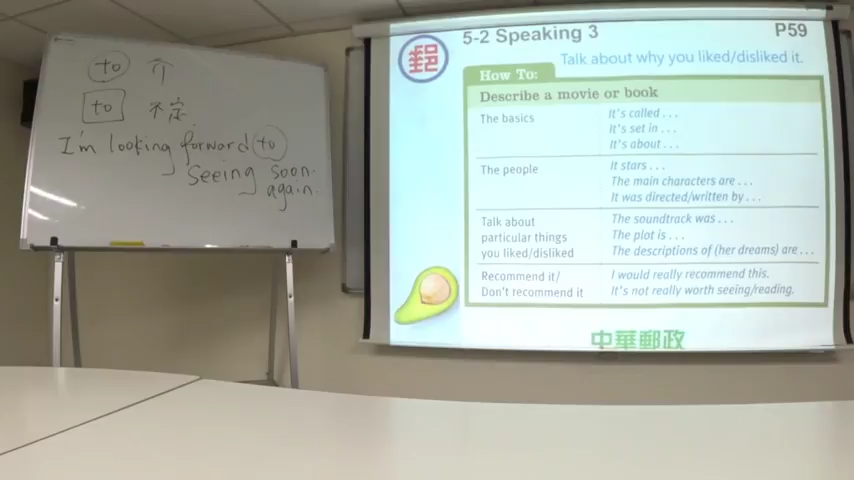 to 介
to 不定
I'm looking forward to
seeing soon.
again.
郵
5-2 Speaking 3
P59
Talk about why you liked/disliked it.
How To:
Describe a movie or book
The basics
It's called . . .
It's set in . . .
It's about . . .
The people
It stars . . .
The main characters are . . .
It was directed/written by . . .
Talk about
particular things
you liked/disliked
The soundtrack was . . .
The plot is . . .
The descriptions of (her dreams) are . . .
Recommend it/
Don't recommend it
I would really recommend this.
It's not really worth seeing/reading.
中華郵政